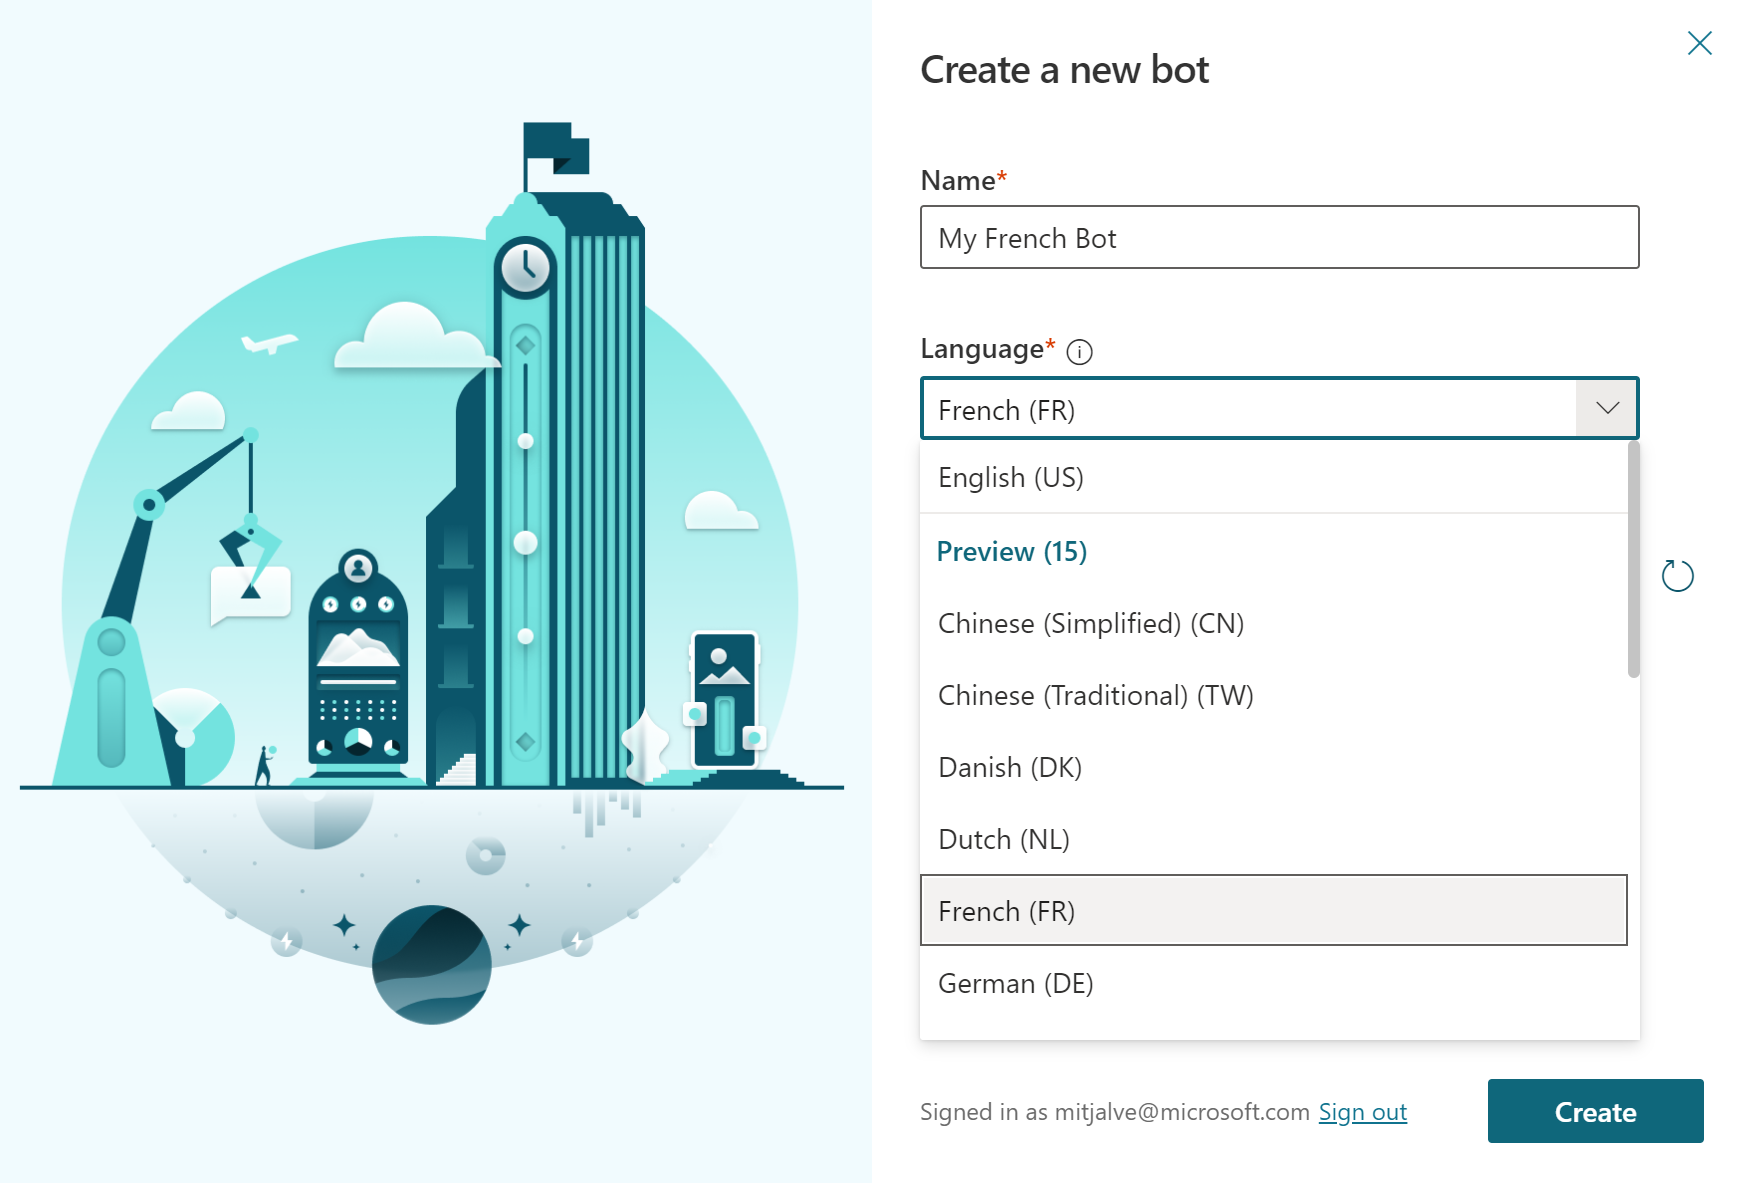 Create a new bot
Name*
My French Bot
Language*
French (FR)
English (US)
Preview (15)
Chinese (Simplified) (CN)
Chinese (Traditional) (TW)
Danish (DK)
Dutch (NL)
French (FR)
German (DE)
Signed in as mitjalve@microsoft.com Sign out
Create